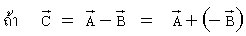 ถ้า C⃗ = A⃗ − B⃗ = A⃗ + (− B⃗)